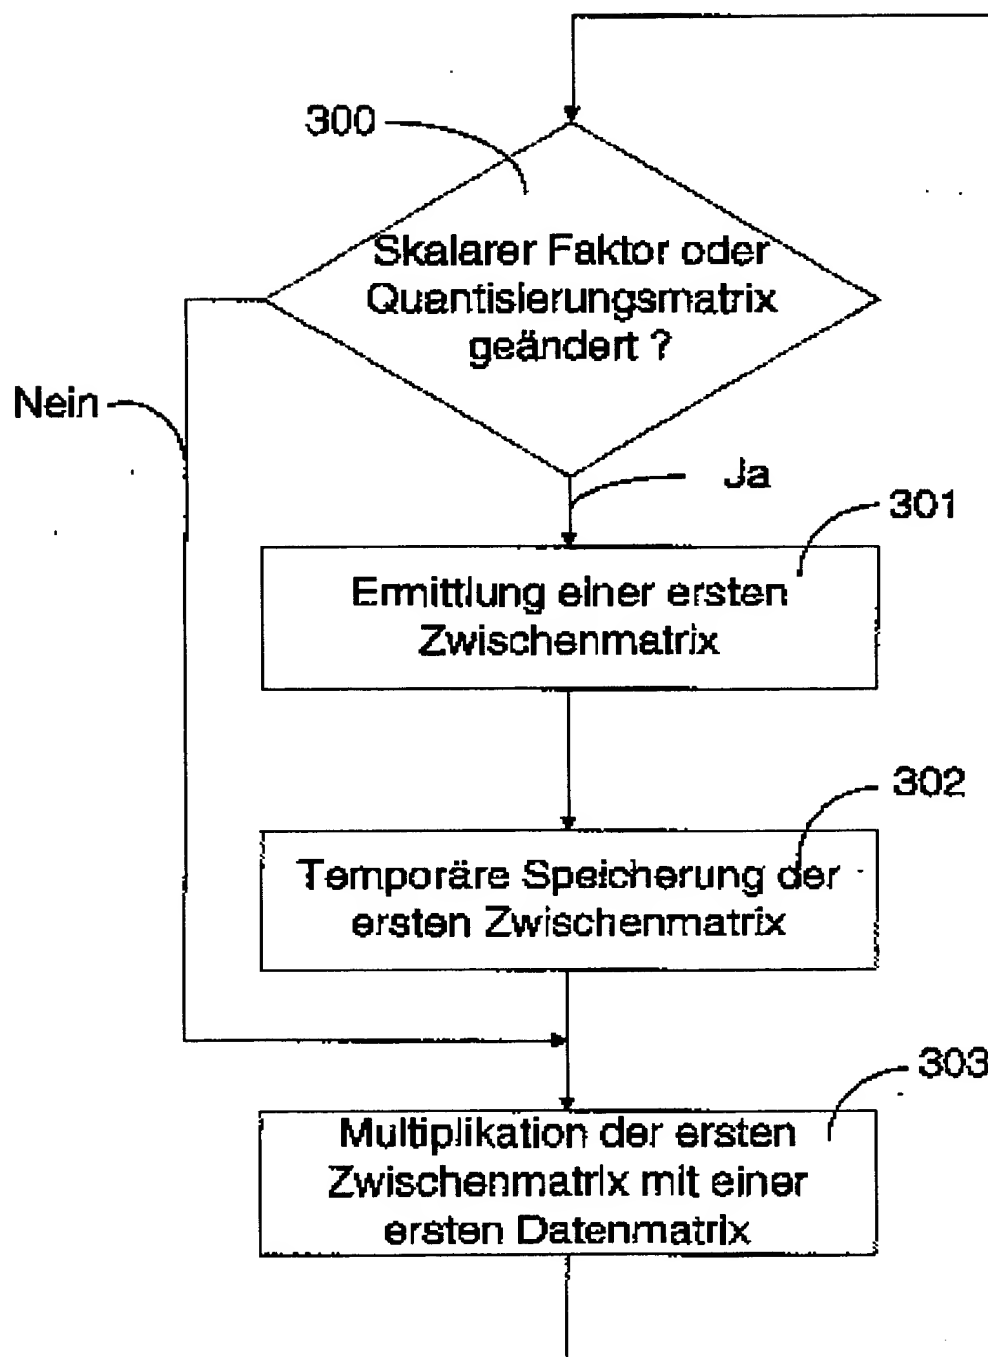 300
Skalarer Faktor oder
Quantisierungsmatrix
geändert ?
Nein
Ja
301
Ermittlung einer ersten
Zwischenmatrix
302
Temporäre Speicherung der
ersten Zwischenmatrix
303
Multiplikation der ersten
Zwischenmatrix mit einer
ersten Datenmatrix